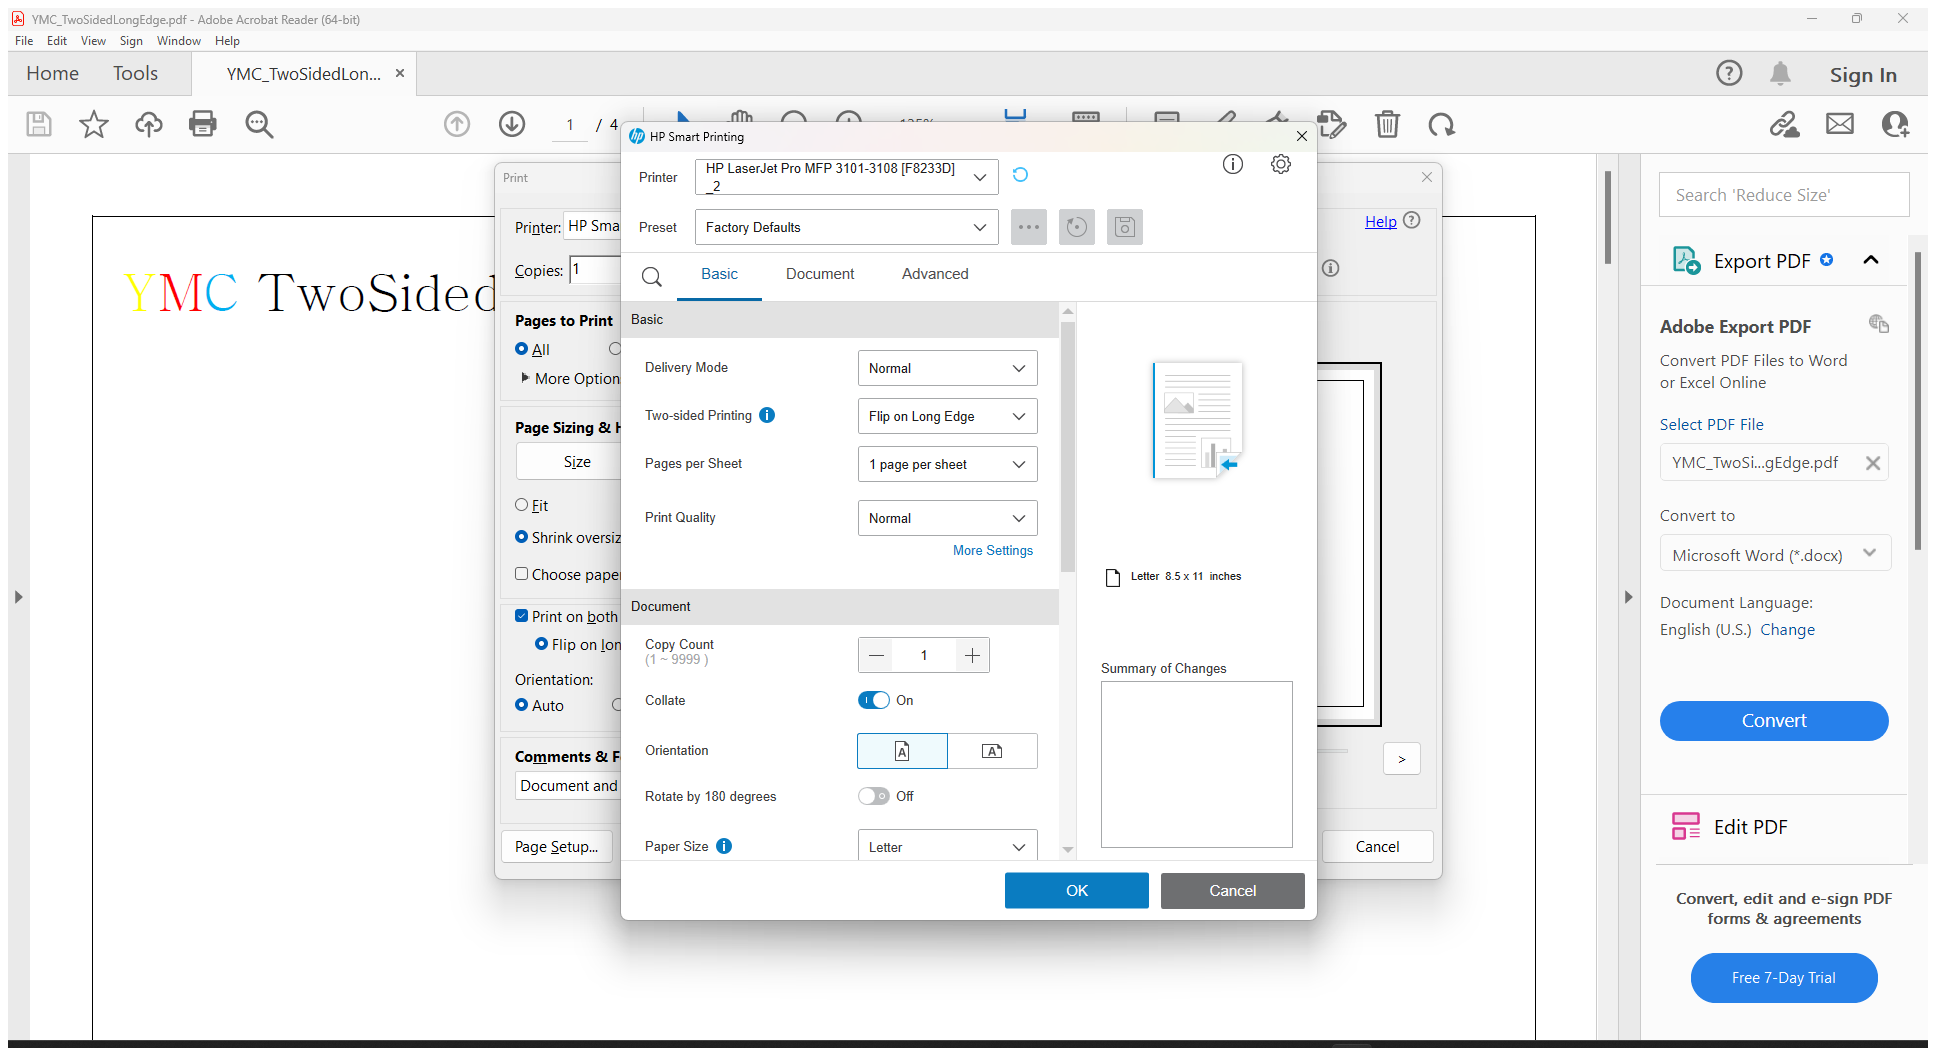 YMC_TwoSidedLongEdge.pdf - Adobe Acrobat Reader (64-bit)
File Edit View Sign Window Help
Home Tools YMC_TwoSidedLon... × Sign In
1 / 4
HP Smart Printing
Printer HP LaserJet Pro MFP 3101-3108 [F8233D]
_2
Preset Factory Defaults
Basic Document Advanced
Basic
Delivery Mode Normal
Two-sided Printing Flip on Long Edge
Pages per Sheet 1 page per sheet
Print Quality Normal
More Settings
Document
Copy Count 1
(1 ~ 9999 )
Collate On
Orientation
Rotate by 180 degrees Off
Paper Size Letter
Letter 8.5 x 11 inches
Summary of Changes
OK Cancel
Print
Printer: HP Sma
Help
Copies: 1
Pages to Print
All
More Option
Page Sizing & H
Size
Fit
Shrink oversiz
Choose pape
Print on both
Flip on lon
Orientation:
Auto
Comments & F
Document and
Page Setup...
>
Cancel
YMC TwoSided
Search 'Reduce Size'
Export PDF
Adobe Export PDF
Convert PDF Files to Word
or Excel Online
Select PDF File
YMC_TwoSi...gEdge.pdf
Convert to
Microsoft Word (*.docx)
Document Language:
English (U.S.) Change
Convert
Edit PDF
Convert, edit and e-sign PDF
forms & agreements
Free 7-Day Trial